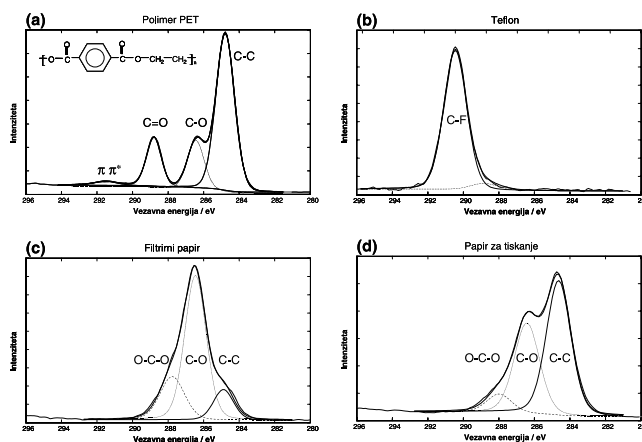 (a)
Polimer PET
O
O
[ O-C
C-O-CH₂-CH₂ ]ₙ
C-C
C=O
C-O
π π*
Intenziteta
296 294 292 290 288 286 284 282 280
Vezavna energija / eV
(b)
Teflon
C-F
Intenziteta
296 294 292 290 288 286 284 282
Vezavna energija / eV
(c)
Filtrirni papir
O-C-O
C-O
C-C
Intenziteta
296 294 292 290 288 286 284 282 280
Vezavna energija / eV
(d)
Papir za tiskanje
O-C-O
C-O
C-C
Intenziteta
296 294 292 290 288 286 284 282
Vezavna energija / eV